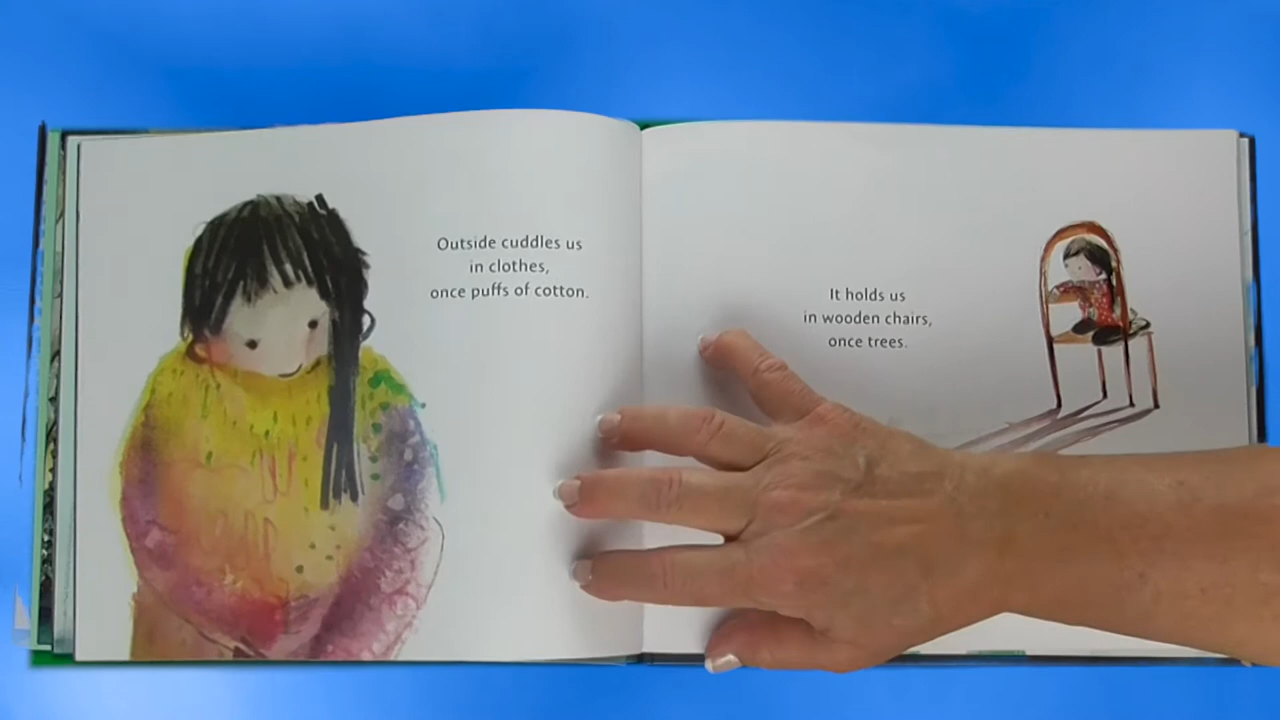 Outside cuddles us
in clothes,
once puffs of cotton.
It holds us
in wooden chairs,
once trees.